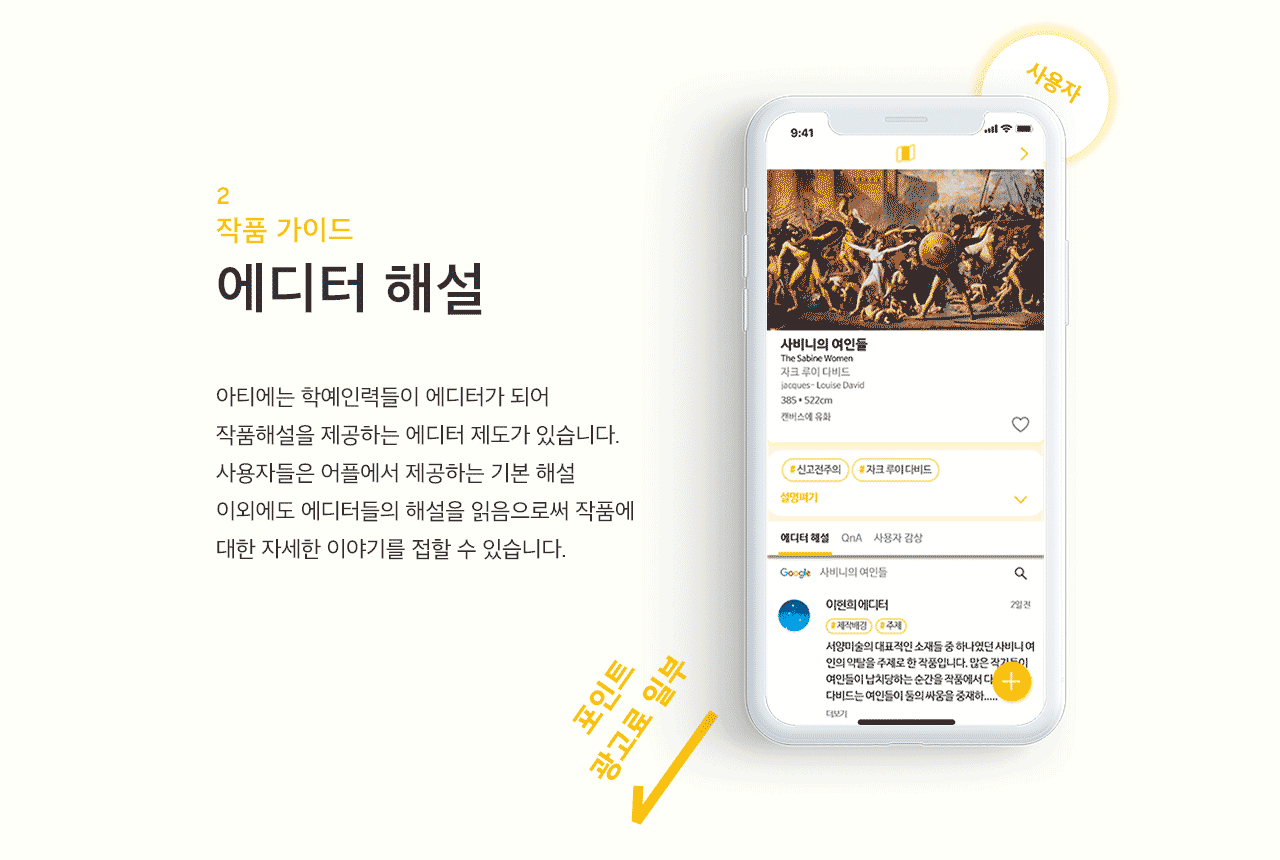 2
작품 가이드
에디터 해설
아티에는 학예인력들이 에디터가 되어
작품해설을 제공하는 에디터 제도가 있습니다.
사용자들은 어플에서 제공하는 기본 해설
이외에도 에디터들의 해설을 읽음으로써 작품에
대한 자세한 이야기를 접할 수 있습니다.
사용자
9:41
사비니의 여인들
The Sabine Women
자크 루이 다비드
jacques- Louise David
385 * 522cm
캔버스에 유화
#신고전주의 #자크 루이 다비드
설명펴기
에디터 해설 QnA 사용자 감상
Google 사비니의 여인들
이현희 에디터 2일 전
#제작배경 #주제
서양미술의 대표적인 소재들 중 하나였던 사비니 여
인의 약탈을 주제로 한 작품입니다. 많은 작가들이
여인들이 납치당하는 순간을 작품에서 다
다비드는 여인들이 둘의 싸움을 중재하.....
더보기
포인트
광고료 일부